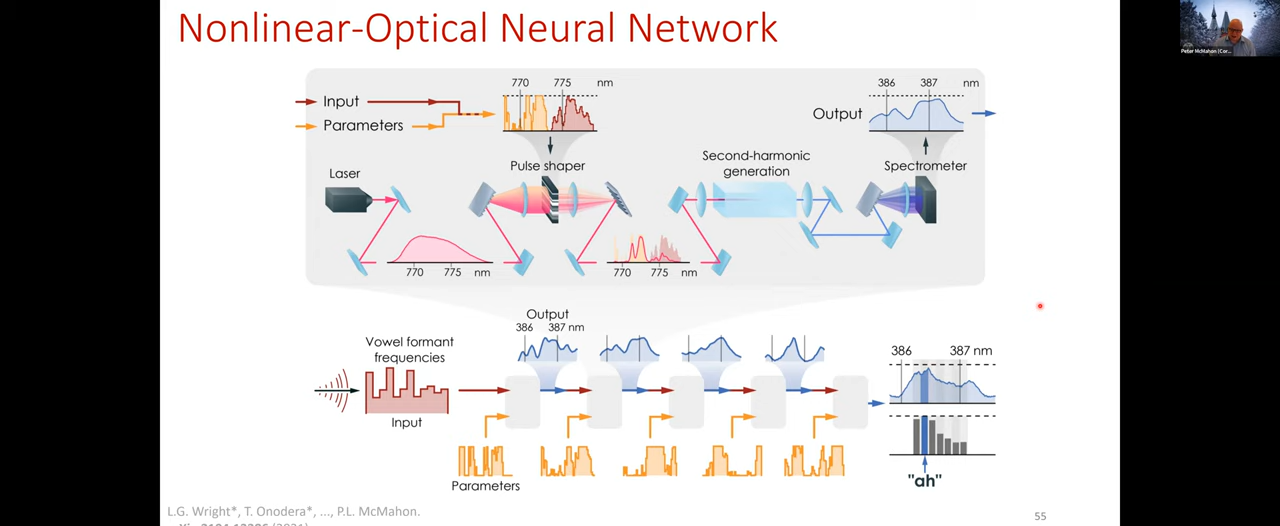 Nonlinear-Optical Neural Network
Peter McMahon (Cor...
Input
Parameters
770 775 nm
386 387 nm
Output
Laser
Pulse shaper
Second-harmonic
generation
Spectrometer
770 775 nm
770 775 nm
Output
386 387 nm
Vowel formant
frequencies
Input
Parameters
386 387 nm
"ah"
L.G. Wright*, T. Onodera*, ..., P.L. McMahon.
55